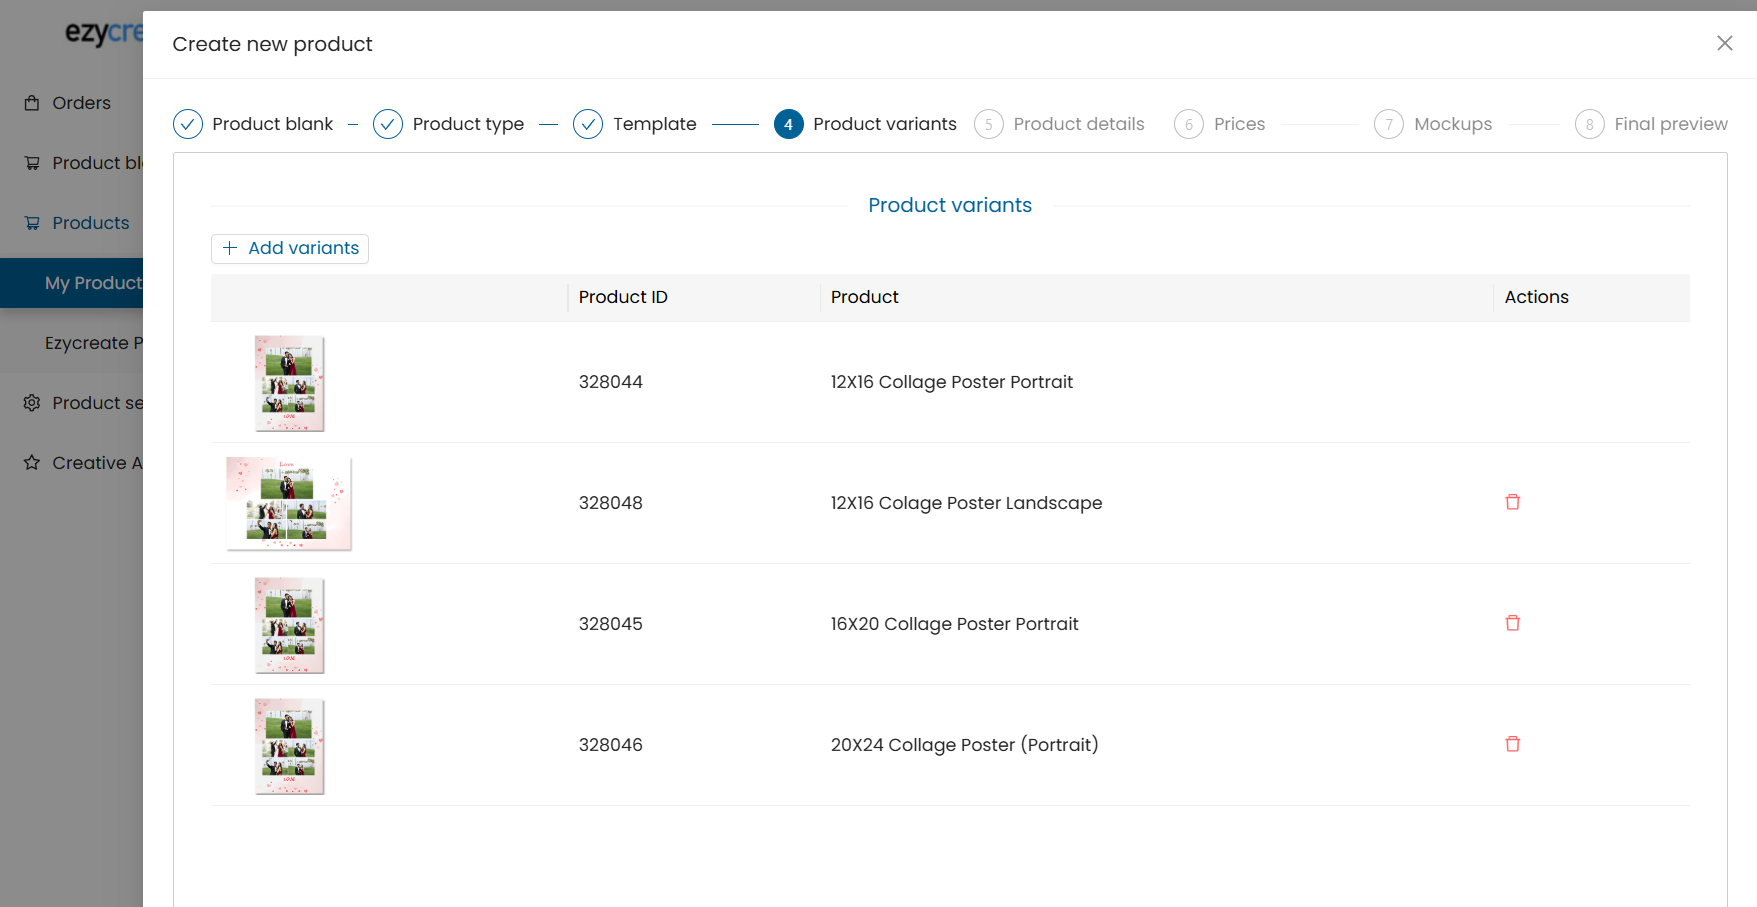 ezycre
Create new product
Orders
Product bl
Products
My Product
Ezycreate P
Product se
Creative A
Product blank
Product type
Template
4 Product variants
5 Product details
6 Prices
7 Mockups
8 Final preview
Product variants
+ Add variants
Product ID Product Actions
328044 12X16 Collage Poster Portrait
Love
328048 12X16 Colage Poster Landscape
328045 16X20 Collage Poster Portrait
328046 20X24 Collage Poster (Portrait)